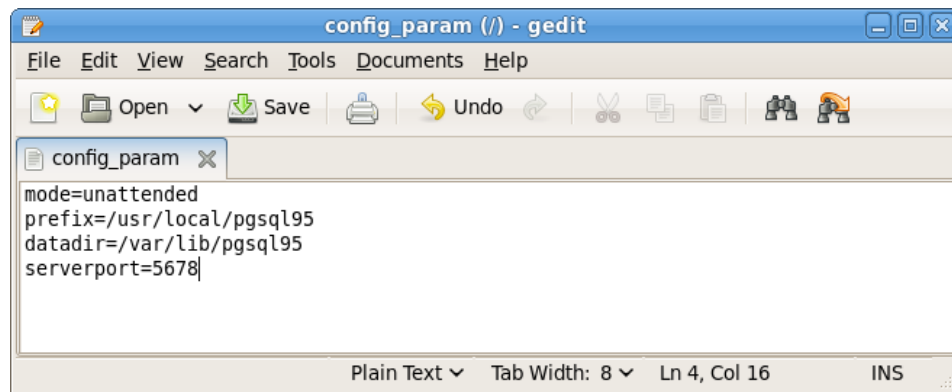 config_param (/) - gedit
File Edit View Search Tools Documents Help
Open Save Undo
config_param
mode=unattended
prefix=/usr/local/pgsql95
datadir=/var/lib/pgsql95
serverport=5678
Plain Text Tab Width: 8 Ln 4, Col 16 INS